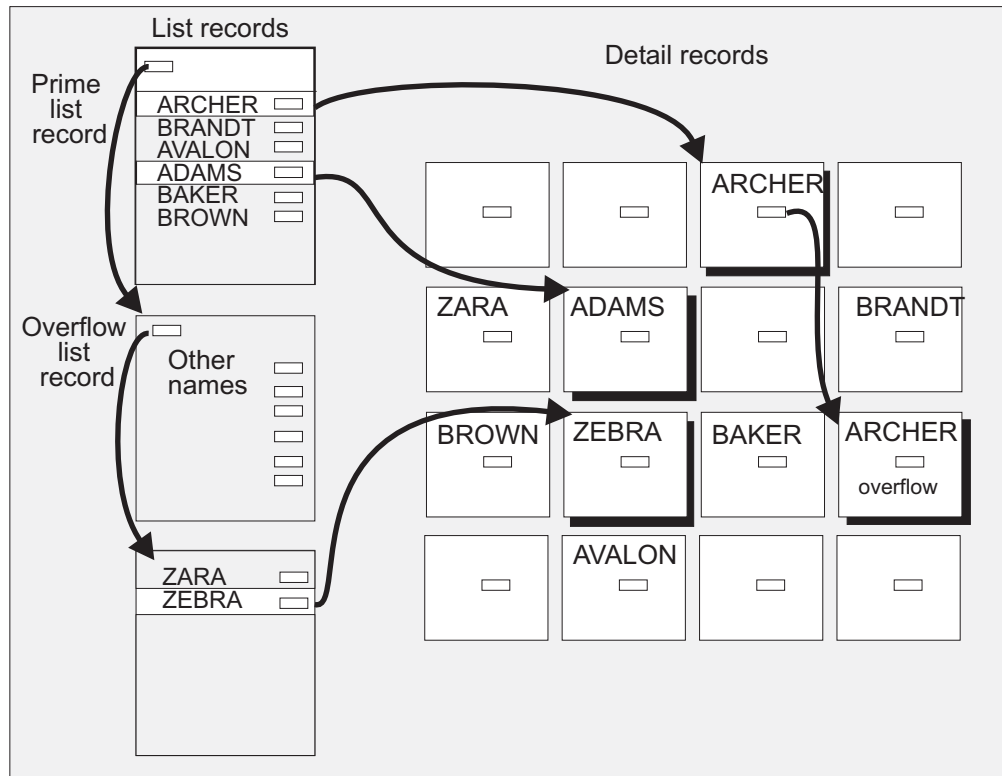 List records
Detail records
Prime
list
record
ARCHER
BRANDT
AVALON
ADAMS
BAKER
BROWN
Overflow
list
record
Other
names
ZARA
ZEBRA
ARCHER
ZARA
ADAMS
BRANDT
BROWN
ZEBRA
BAKER
ARCHER
overflow
AVALON